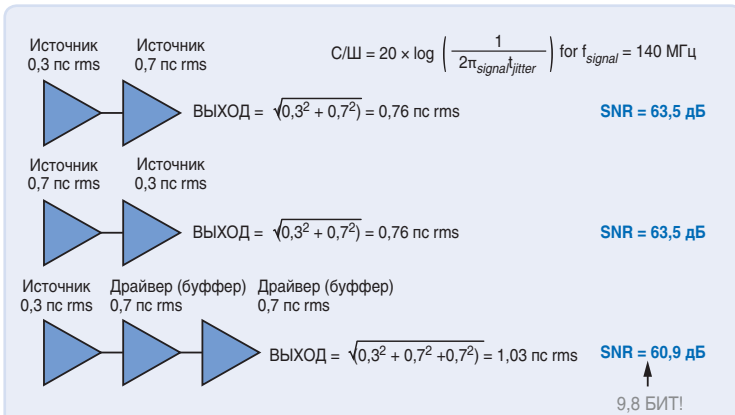 Источник Источник
0,3 пс rms 0,7 пс rms
С/Ш = 20 × log ( 1 / 2π_signal t_jitter ) for f_signal = 140 МГц
ВЫХОД = √0,3² + 0,7²) = 0,76 пс rms SNR = 63,5 дБ
Источник Источник
0,7 пс rms 0,3 пс rms
ВЫХОД = √0,3² + 0,7²) = 0,76 пс rms SNR = 63,5 дБ
Источник Драйвер (буффер) Драйвер (буффер)
0,3 пс rms 0,7 пс rms 0,7 пс rms
ВЫХОД = √0,3² + 0,7² +0,7²) = 1,03 пс rms SNR = 60,9 дБ
9,8 БИТ!